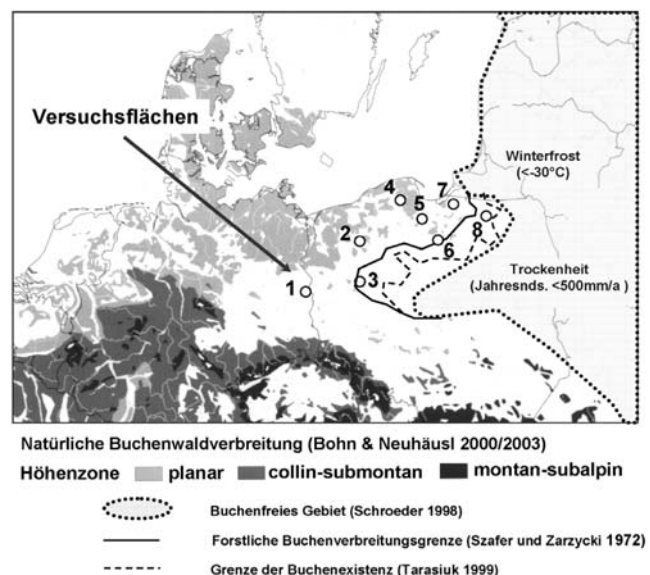 Versuchsflächen
Winterfrost
(<-30°C)
4
7
5
8
2
6
Trockenheit
(Jahresnds. <500mm/a )
1
3
Natürliche Buchenwaldverbreitung (Bohn & Neuhäusl 2000/2003)
Höhenzone planar collin-submontan montan-subalpin
Buchenfreies Gebiet (Schroeder 1998)
Forstliche Buchenverbreitungsgrenze (Szafer und Zarzycki 1972)
Grenze der Buchenexistenz (Tarasiuk 1999)